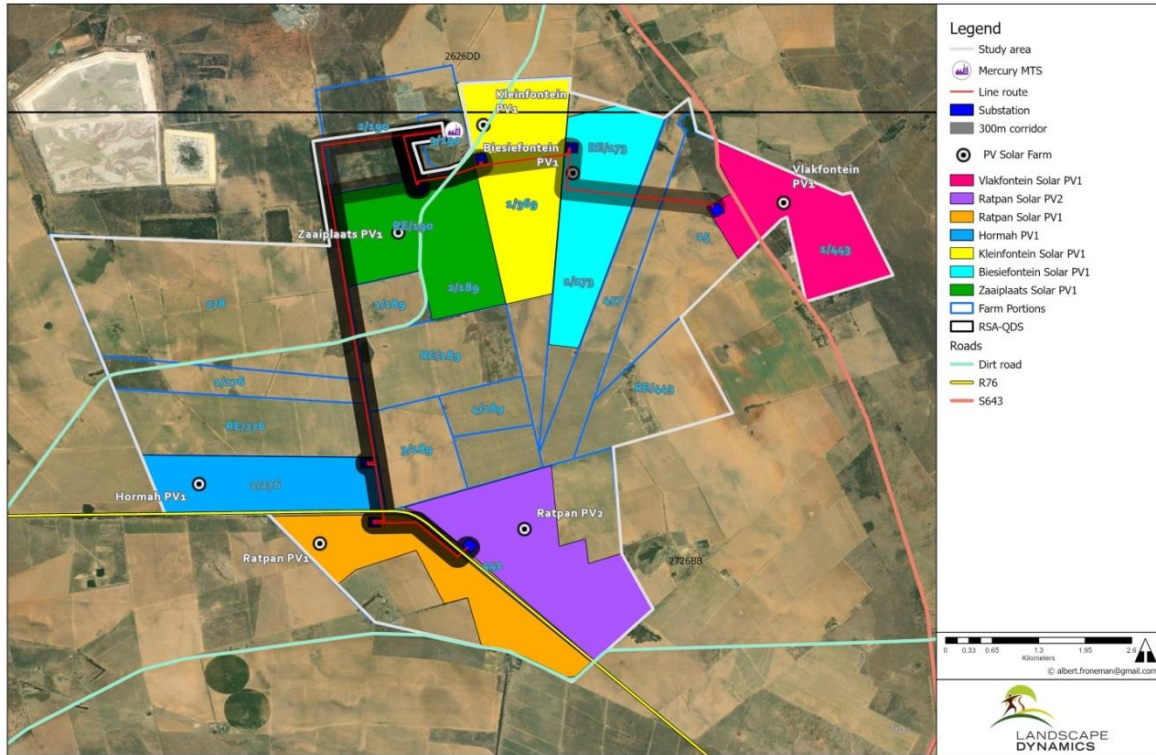 2626DD
Kleinfontein
PV1
2/190
3/190
Biesiefontein
PV1
RE/173
Vlakfontein
PV1
1/369
RE/190
Zaaiplaats PV1
15
1/443
278
2/189
1/173
457
RE/189
1/276
RE/443
4/189
RE/276
3/189
2/276
Hormah PV1
Ratpan PV2
Ratpan PV1
443
2726BB
Legend
Study area
Mercury MTS
Line route
Substation
300m corridor
PV Solar Farm
Vlakfontein Solar PV1
Ratpan Solar PV2
Ratpan Solar PV1
Hormah PV1
Kleinfontein Solar PV1
Biesiefontein Solar PV1
Zaaiplaats Solar PV1
Farm Portions
RSA-QDS
Roads
Dirt road
R76
S643
0 0.33 0.65 1.3 1.95 2.6
Kilometers
© albert.froneman@gmail.com
LANDSCAPE
DYNAMICS